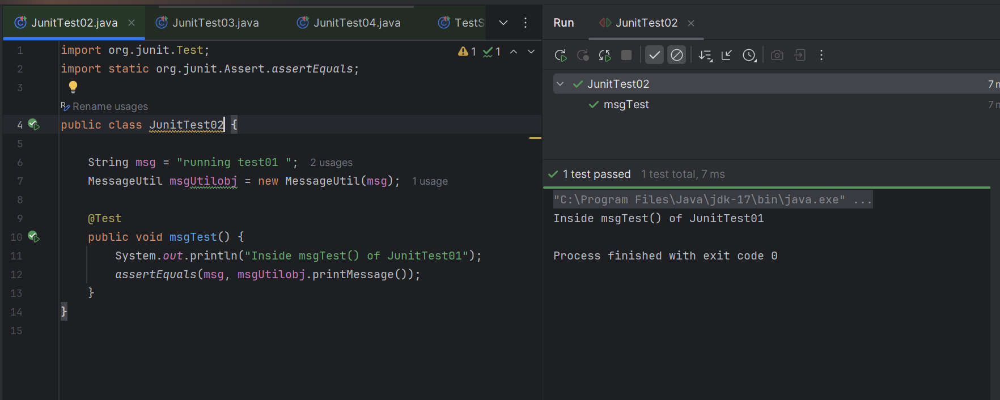 JunitTest02.java
JunitTest03.java
JunitTest04.java
TestS
1 import org.junit.Test;
1 1
2 import static org.junit.Assert.assertEquals;
3
Rename usages
4 public class JunitTest02 {
5
6 String msg = "running test01 "; 2 usages
7 MessageUtil msgUtilobj = new MessageUtil(msg); 1 usage
8
9 @Test
10 public void msgTest() {
11 System.out.println("Inside msgTest() of JunitTest01");
12 assertEquals(msg, msgUtilobj.printMessage());
13 }
14 }
15
Run JunitTest02
JunitTest02 7 m
msgTest 7 m
1 test passed 1 test total, 7 ms
"C:\Program Files\Java\jdk-17\bin\java.exe" ...
Inside msgTest() of JunitTest01
Process finished with exit code 0